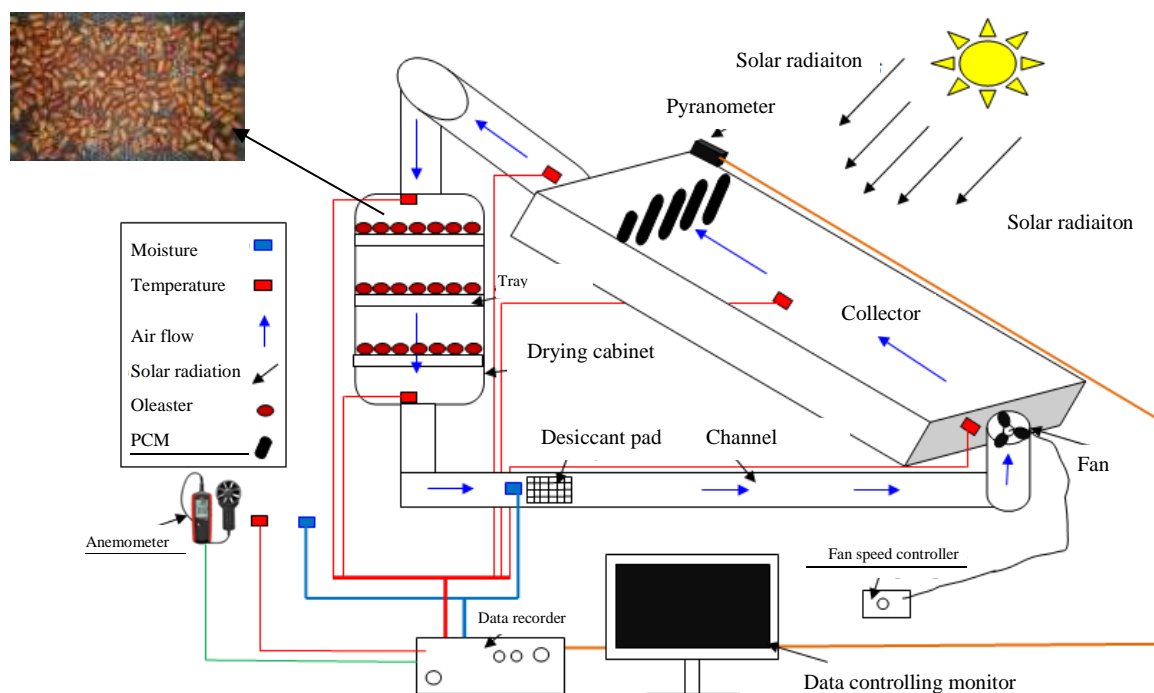 Solar radiaiton
Pyranometer
Solar radiaiton
Moisture
Temperature
Air flow
Solar radiation
Oleaster
PCM
Tray
Collector
Drying cabinet
Desiccant pad
Channel
Fan
Anemometer
Fan speed controller
Data recorder
Data controlling monitor